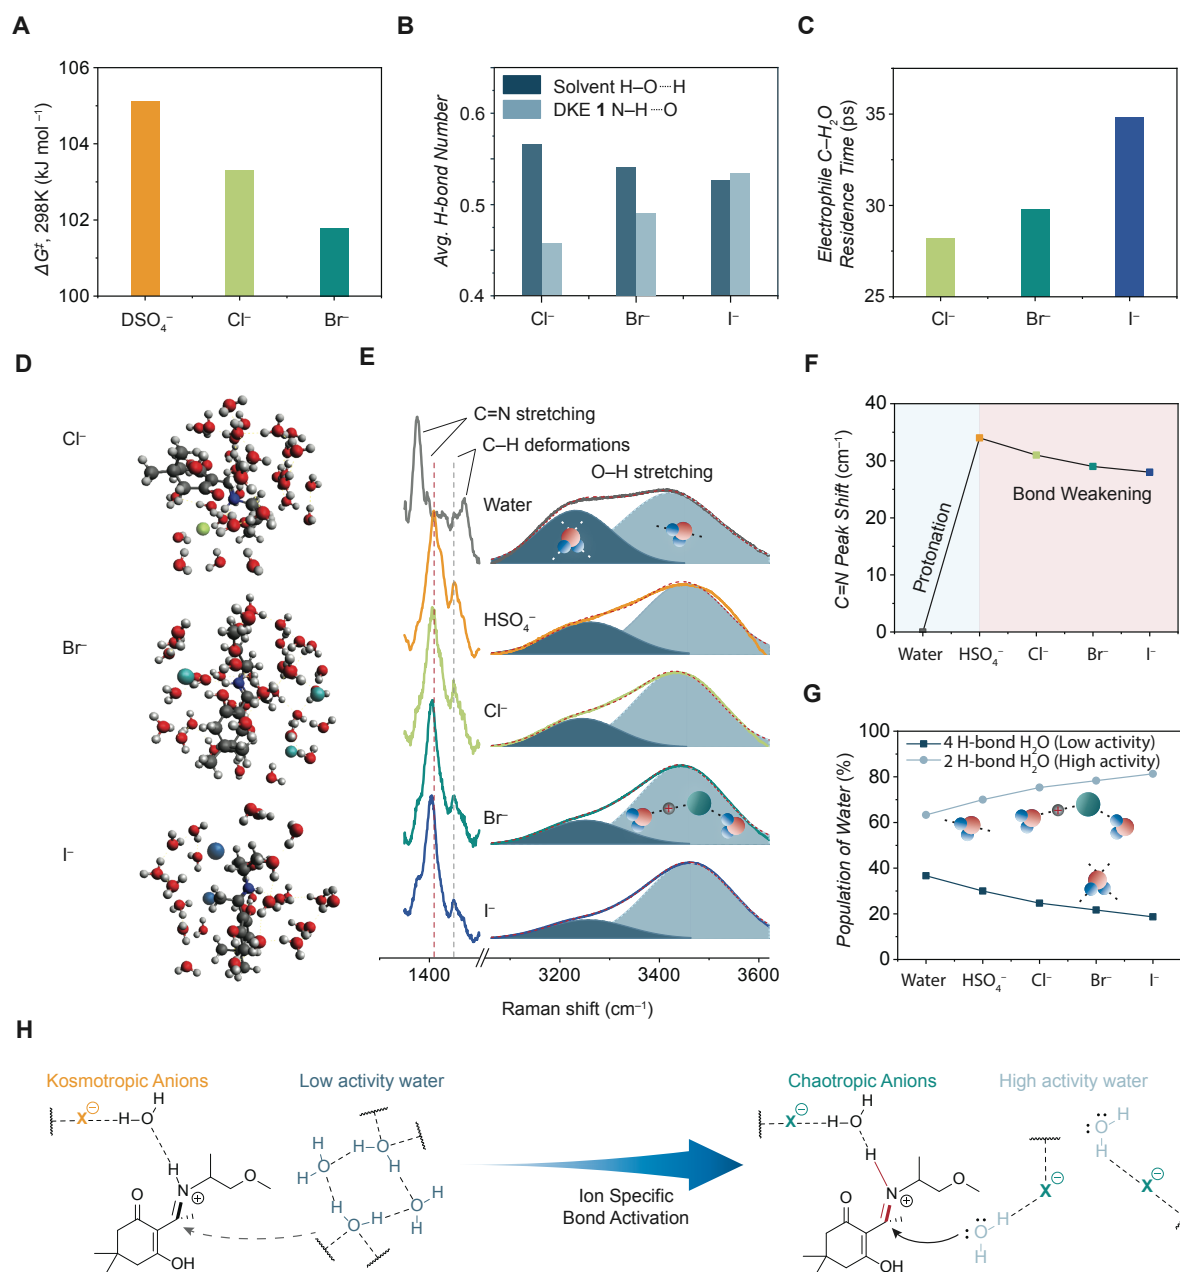 A
106
104
102
100
ΔG‡, 298K (kJ mol −1)
DSO4−
Cl−
Br−
B
Solvent H–O┈H
DKE 1 N–H┈O
0.6
0.5
0.4
Avg. H-bond Number
Cl−
Br−
I−
C
35
30
25
Electrophile C–H2O
Residence Time (ps)
Cl−
Br−
I−
D
Cl−
Br−
I−
E
C=N stretching
C–H deformations
O–H stretching
Water
HSO4−
Cl−
Br−
I−
1400
3200
3400
3600
Raman shift (cm−1)
F
40
30
20
10
0
C=N Peak Shift (cm−1)
Protonation
Bond Weakening
Water
HSO4−
Cl−
Br−
I−
G
100
80
60
40
20
0
Population of Water (%)
4 H-bond H2O (Low activity)
2 H-bond H2O (High activity)
Water
HSO4−
Cl−
Br−
I−
H
Kosmotropic Anions
Low activity water
X⊖
H–O
H
H
N
⊕
O
O
OH
H
O
H
H–O
H
H
O
H
O
H
Ion Specific
Bond Activation
Chaotropic Anions
High activity water
X⊖
H–O
H
H
N
⊕
O
O
OH
O
H
H
X⊖
O
H
H
X⊖